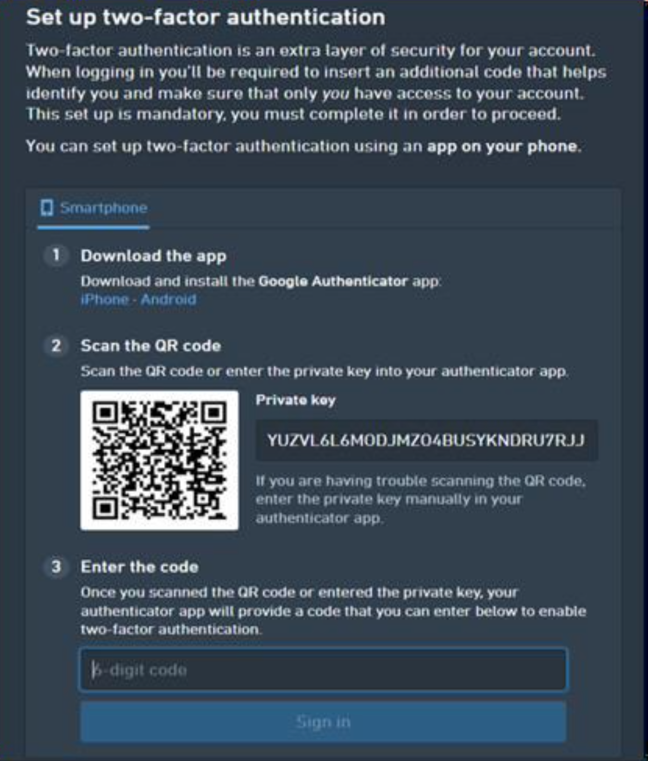 Set up two-factor authentication
Two-factor authentication is an extra layer of security for your account.
When logging in you'll be required to insert an additional code that helps
identify you and make sure that only you have access to your account.
This set up is mandatory, you must complete it in order to proceed.
You can set up two-factor authentication using an app on your phone.
Smartphone
1 Download the app
Download and install the Google Authenticator app:
iPhone - Android
2 Scan the QR code
Scan the QR code or enter the private key into your authenticator app.
Private key
YUZVL6L6MODJMZO4BUSYKNDRU7RJJ
If you are having trouble scanning the QR code,
enter the private key manually in your
authenticator app.
3 Enter the code
Once you scanned the QR code or entered the private key, your
authenticator app will provide a code that you can enter below to enable
two-factor authentication.
6-digit code
Sign in